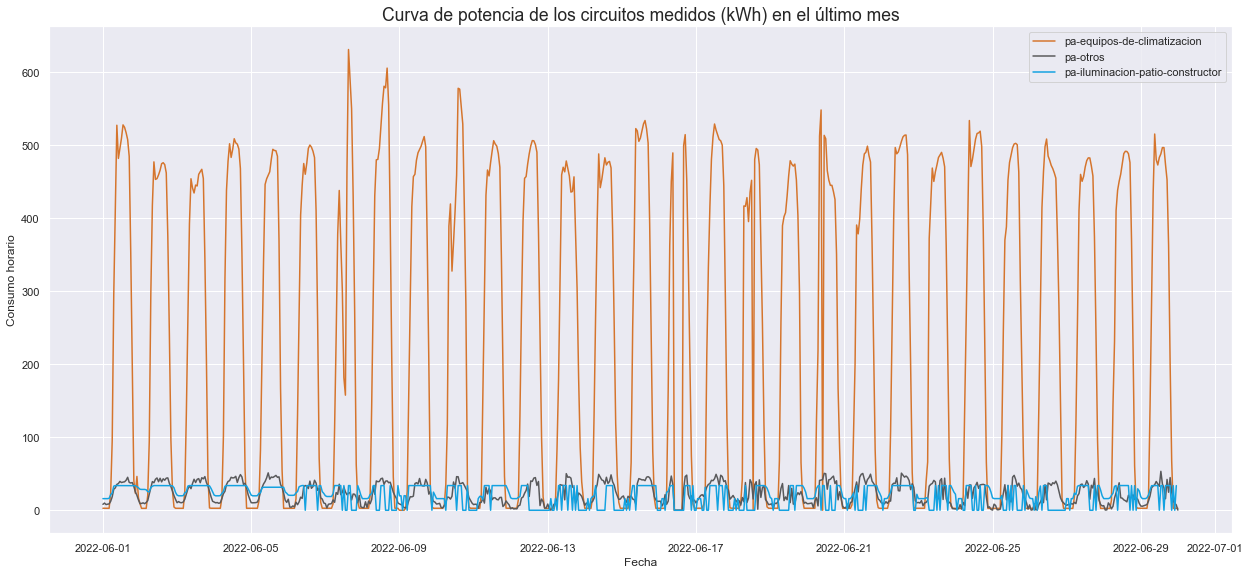 Curva de potencia de los circuitos medidos (kWh) en el último mes
pa-equipos-de-climatizacion
pa-otros
pa-iluminacion-patio-constructor
Consumo horario
600
500
400
300
200
100
0
2022-06-01
2022-06-05
2022-06-09
2022-06-13
2022-06-17
2022-06-21
2022-06-25
2022-06-29
2022-07-01
Fecha